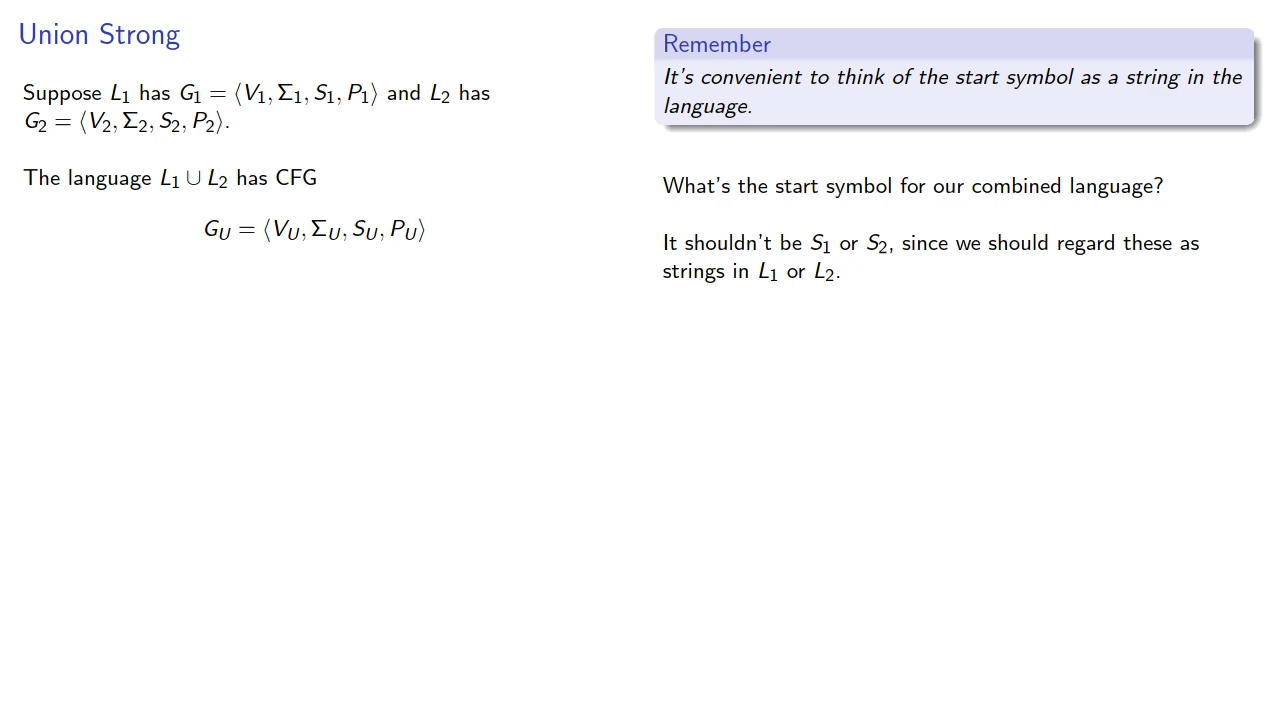 Union Strong
Suppose L₁ has G₁ = ⟨V₁, Σ₁, S₁, P₁⟩ and L₂ has
G₂ = ⟨V₂, Σ₂, S₂, P₂⟩.
The language L₁ ∪ L₂ has CFG
G_U = ⟨V_U, Σ_U, S_U, P_U⟩
Remember
It's convenient to think of the start symbol as a string in the
language.
What's the start symbol for our combined language?
It shouldn't be S₁ or S₂, since we should regard these as
strings in L₁ or L₂.